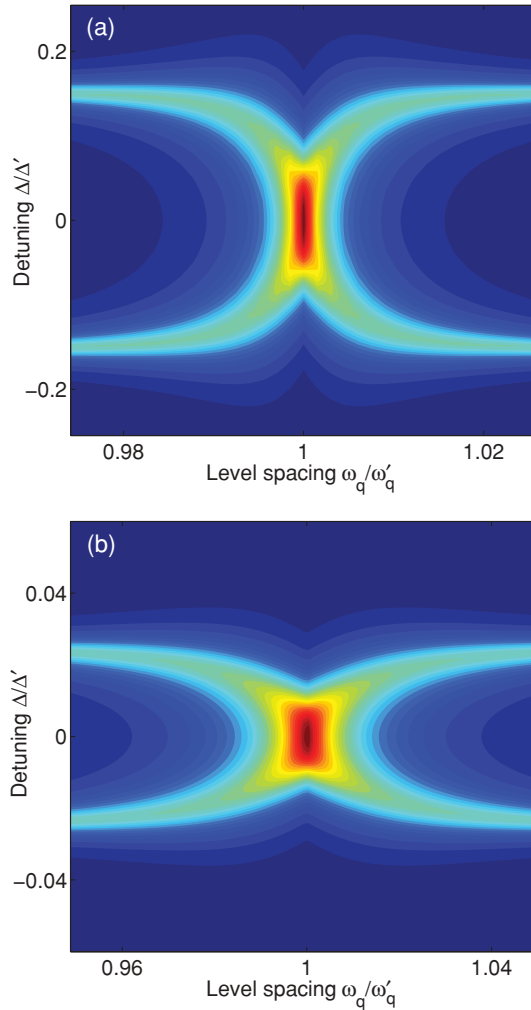 (a)
0.2
0
−0.2
Detuning Δ/Δ′
0.98 1 1.02
Level spacing ω_q/ω′_q
(b)
0.04
0
−0.04
Detuning Δ/Δ′
0.96 1 1.04
Level spacing ω_q/ω′_q